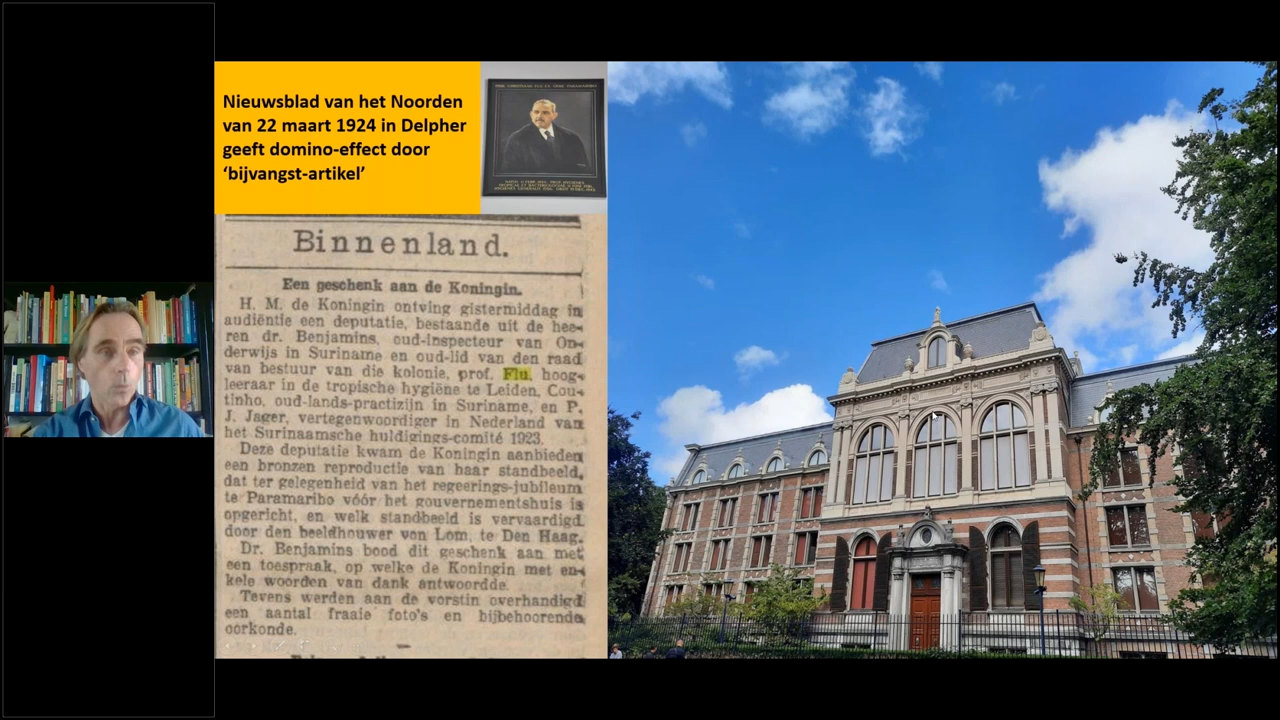 Nieuwsblad van het Noorden
van 22 maart 1924 in Delpher
geeft domino-effect door
‘bijvangst-artikel’
Binnenland.
Een geschenk aan de Koningin.
H. M. de Koningin ontving gistermiddag in
audiëntie een deputatie, bestaande uit de hee-
ren dr. Benjamins, oud-inspecteur van On-
derwijs in Suriname en oud-lid van den raad
van bestuur van die kolonie, prof. Flu, hoog-
leeraar in de tropische hygiëne te Leiden, Cou-
tinho, oud-lands-practizijn in Suriname, en P.
J. Jager, vertegenwoordiger in Nederland van
het Surinaamsche huldigings-comité 1923.
Deze deputatie kwam de Koningin aanbieden
een bronzen reproductie van haar standbeeld,
dat ter gelegenheid van het regeerings-jubileum
te Paramaribo vóór het gouvernementshuis is
opgericht, en welk standbeeld is vervaardigd
door den beeldhouwer von Lom, te Den Haag.
Dr. Benjamins bood dit geschenk aan met
een toespraak, op welke de Koningin met en-
kele woorden van dank antwoordde.
Tevens werden aan de vorstin overhandigd
een aantal fraaie foto's en bijbehoorende
oorkonde.